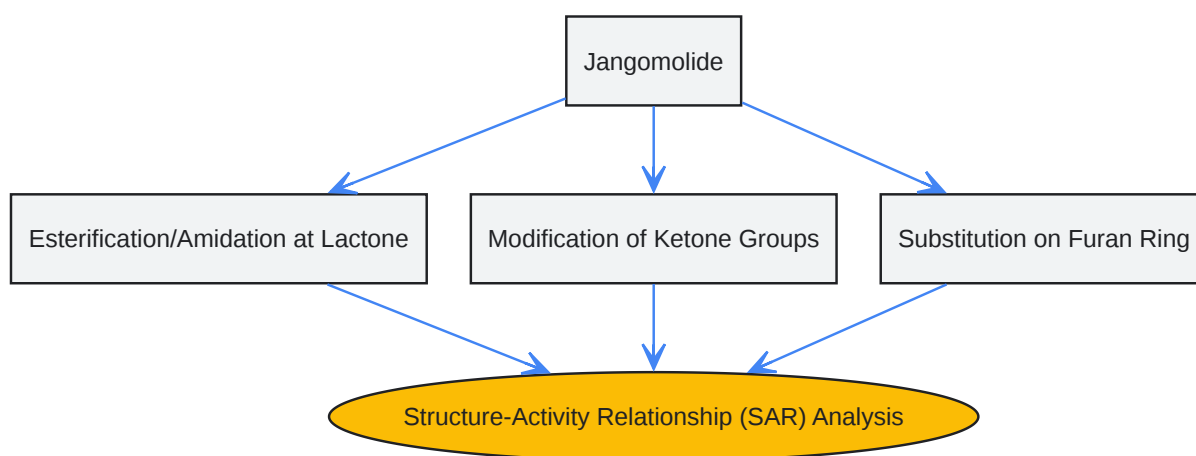 Jangomolide
Esterification/Amidation at Lactone
Modification of Ketone Groups
Substitution on Furan Ring
Structure-Activity Relationship (SAR) Analysis